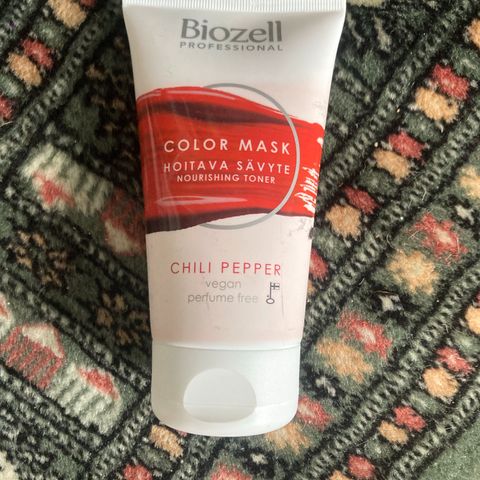 Biozell
PROFESSIONAL
COLOR MASK
HOITAVA SÄVYTE
NOURISHING TONER
CHILI PEPPER
vegan
perfume free